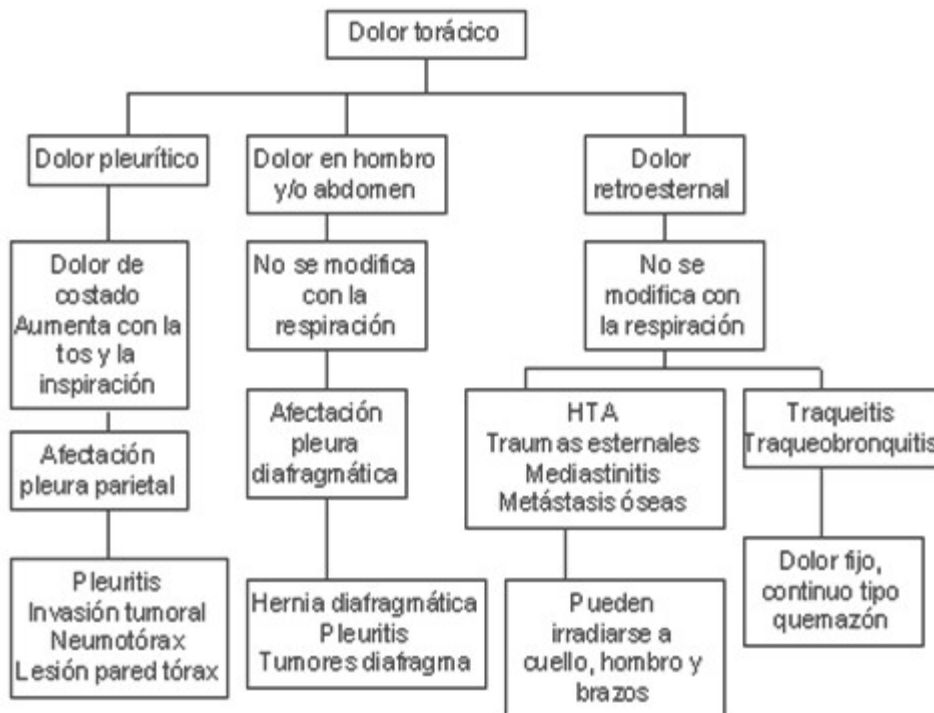 Dolor torácico
Dolor pleurítico
Dolor de
costado
Aumenta con la
tos y la
inspiración
Afectación
pleura parietal
Pleuritis
Invasión tumoral
Neumotórax
Lesión pared tórax
Dolor en hombro
y/o abdomen
No se modifica
con la
respiración
Afectación
pleura
diafragmática
Hernia diafragmática
Pleuritis
Tumores diafragma
Dolor
retroesternal
No se
modifica con
la respiración
HTA
Traumas esternales
Mediastinitis
Metástasis óseas
Pueden
irradiarse a
cuello, hombro y
brazos
Traqueitis
Traqueobronquitis
Dolor fijo,
continuo tipo
quemazón